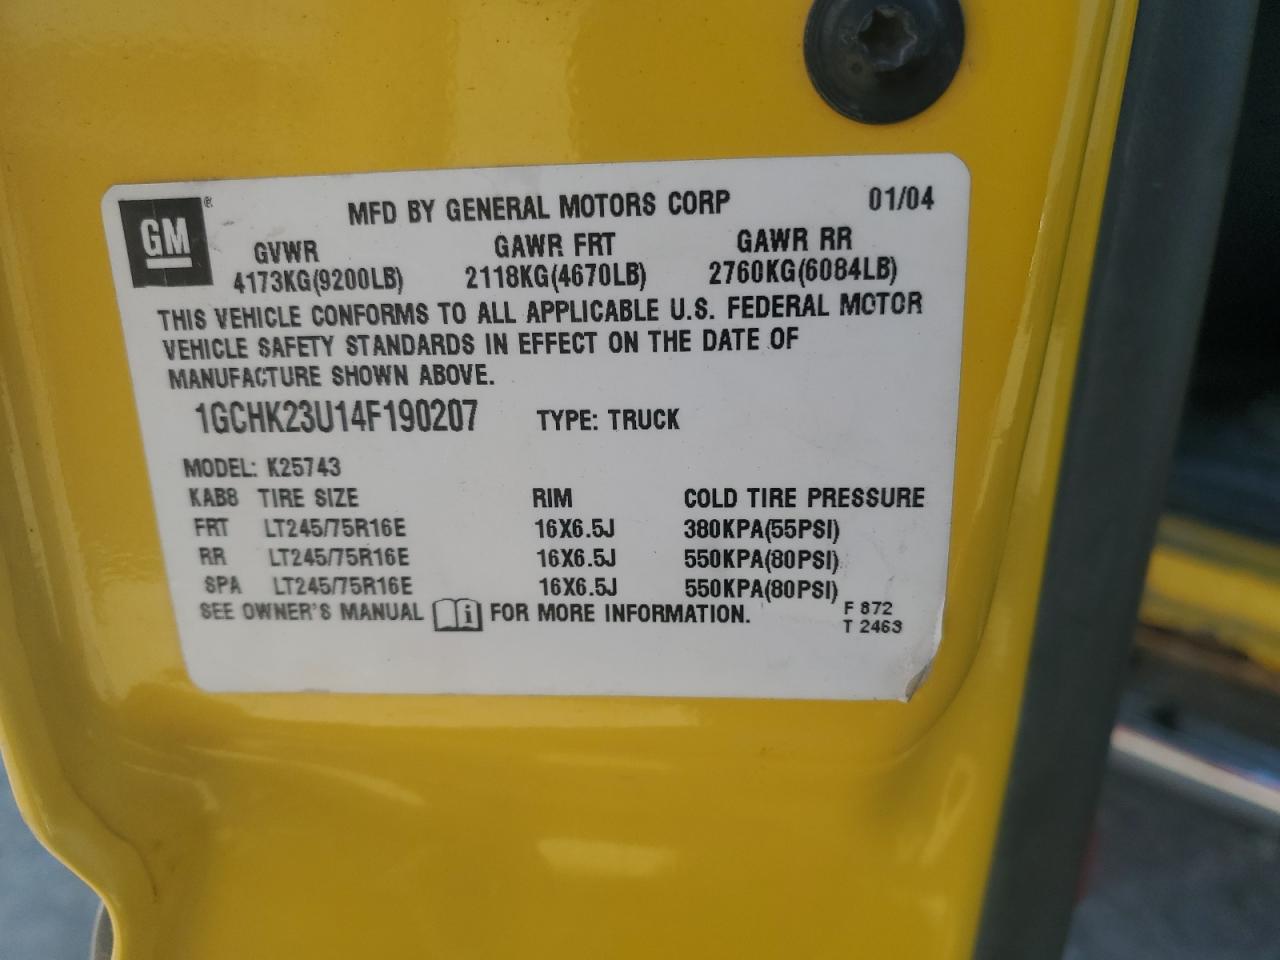 GM®
MFD BY GENERAL MOTORS CORP 01/04
GVWR GAWR FRT GAWR RR
4173KG(9200LB) 2118KG(4670LB) 2760KG(6084LB)
THIS VEHICLE CONFORMS TO ALL APPLICABLE U.S. FEDERAL MOTOR
VEHICLE SAFETY STANDARDS IN EFFECT ON THE DATE OF
MANUFACTURE SHOWN ABOVE.
1GCHK23U14F190207 TYPE: TRUCK
MODEL: K25743
KAB8 TIRE SIZE RIM COLD TIRE PRESSURE
FRT LT245/75R16E 16X6.5J 380KPA(55PSI)
RR LT245/75R16E 16X6.5J 550KPA(80PSI)
SPA LT245/75R16E 16X6.5J 550KPA(80PSI)
SEE OWNER'S MANUAL i FOR MORE INFORMATION.
F 872
T 2463